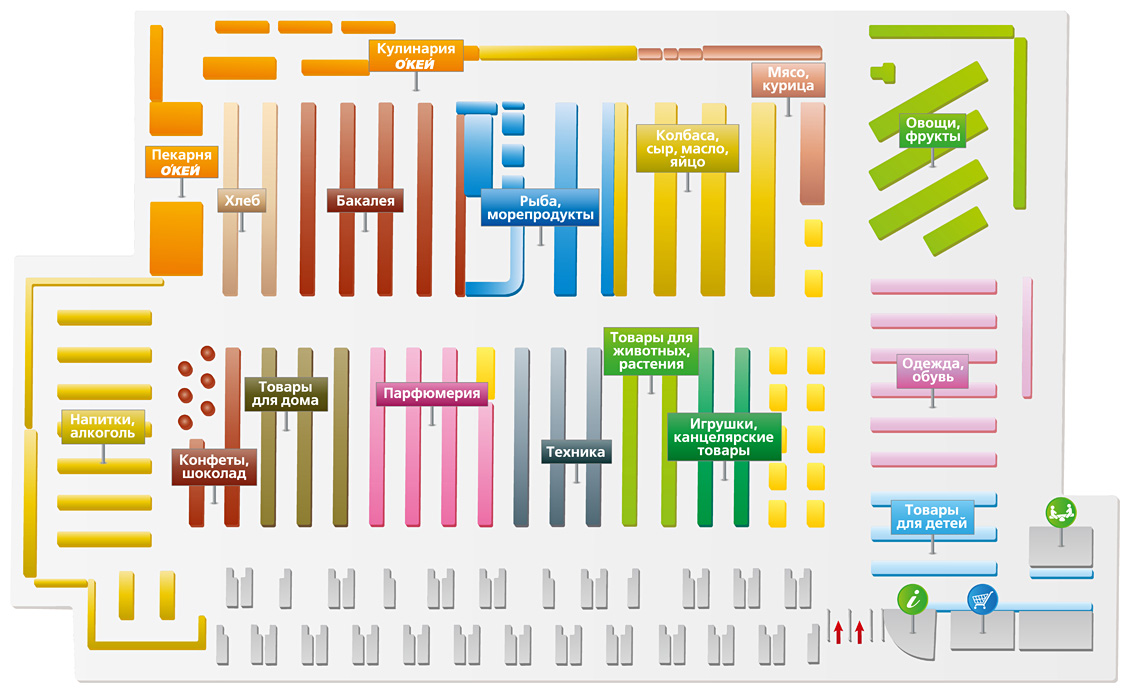 Кулинария
О'КЕЙ
Мясо,
курица
Овощи,
фрукты
Колбаса,
сыр, масло,
яйцо
Пекарня
О'КЕЙ
Хлеб
Бакалея
Рыба,
морепродукты
Товары для
животных,
растения
Одежда,
обувь
Товары
для дома
Парфюмерия
Напитки,
алкоголь
Игрушки,
канцелярские
товары
Конфеты,
шоколад
Техника
Товары
для детей
i